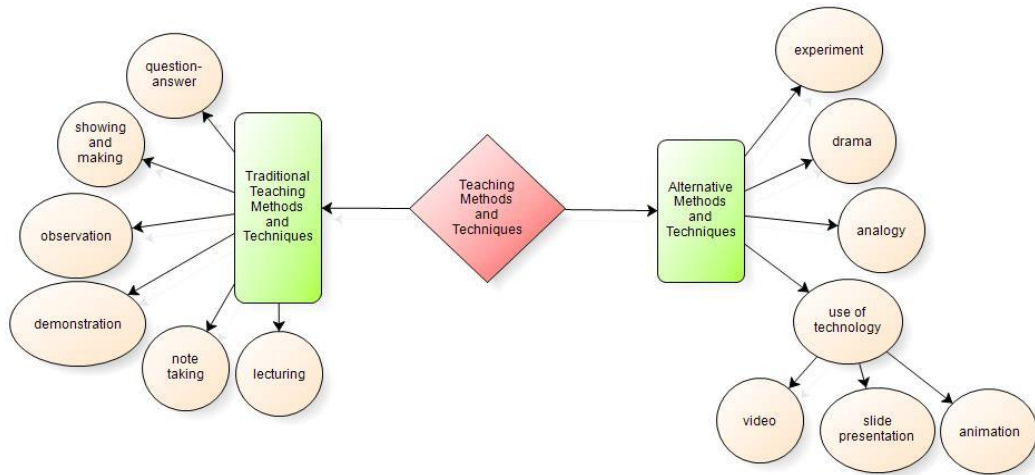 question-
answer
showing
and
making
observation
demonstration
note
taking
lecturing
Traditional
Teaching
Methods
and
Techniques
Teaching
Methods
and
Techniques
Alternative
Methods
and
Techniques
experiment
drama
analogy
use of
technology
video
slide
presentation
animation